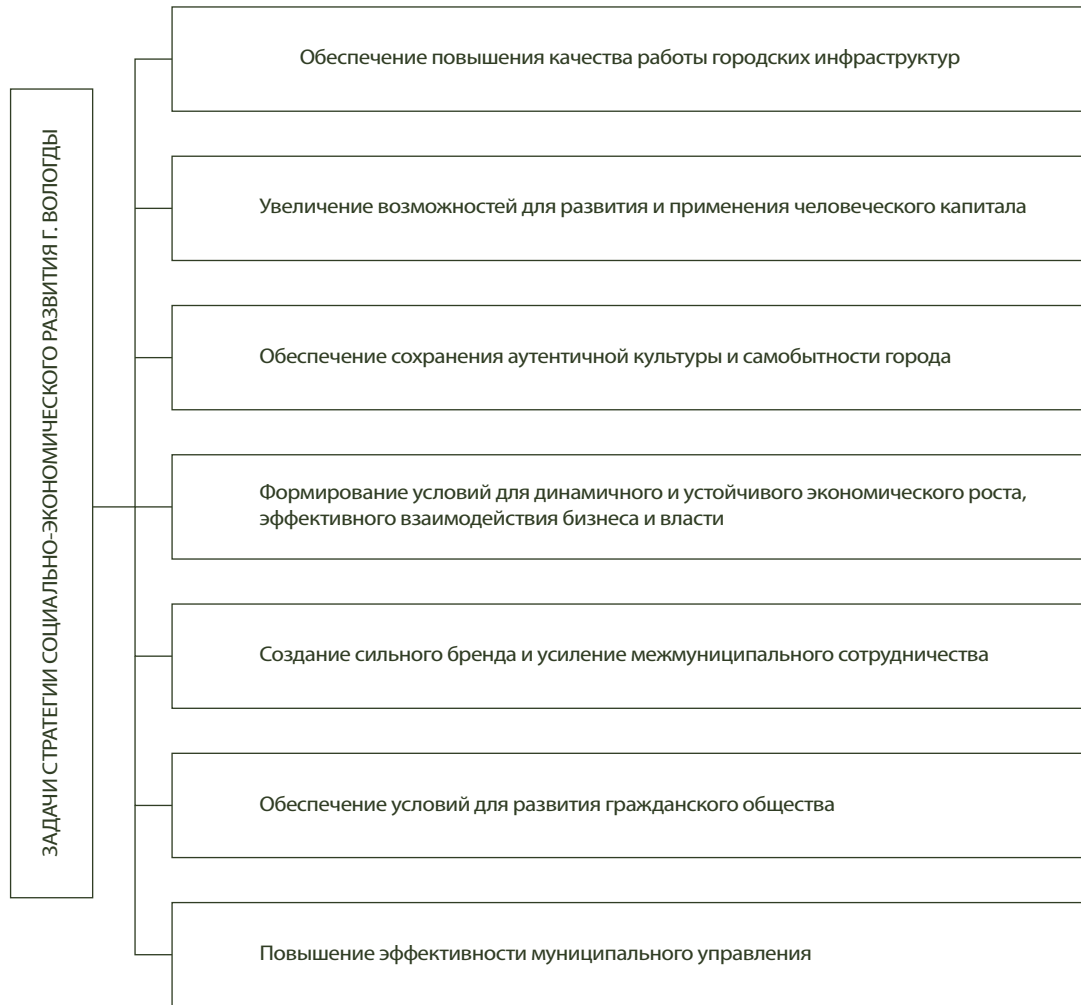 ЗАДАЧИ СТРАТЕГИИ СОЦИАЛЬНО-ЭКОНОМИЧЕСКОГО РАЗВИТИЯ Г. ВОЛОГДЫ
Обеспечение повышения качества работы городских инфраструктур
Увеличение возможностей для развития и применения человеческого капитала
Обеспечение сохранения аутентичной культуры и самобытности города
Формирование условий для динамичного и устойчивого экономического роста,
эффективного взаимодействия бизнеса и власти
Создание сильного бренда и усиление межмуниципального сотрудничества
Обеспечение условий для развития гражданского общества
Повышение эффективности муниципального управления